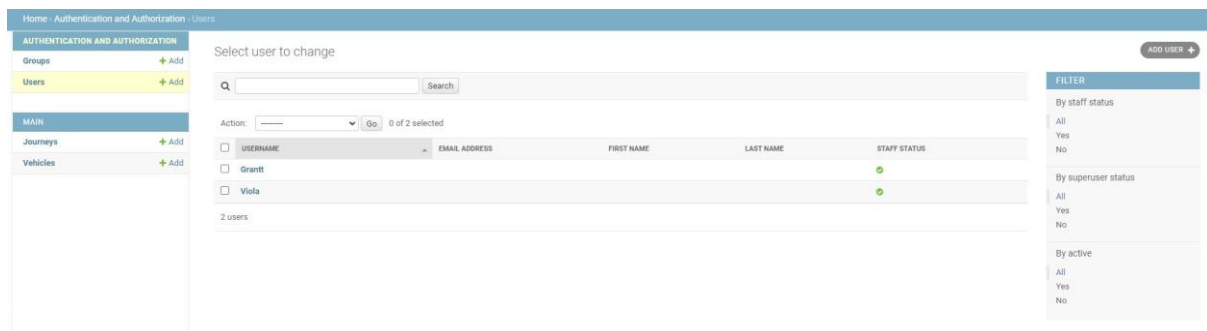 Home › Authentication and Authorization › Users
AUTHENTICATION AND AUTHORIZATION
Groups + Add
Users + Add
MAIN
Journeys + Add
Vehicles + Add
Select user to change
ADD USER +
Search
Action: --------- Go 0 of 2 selected
USERNAME EMAIL ADDRESS FIRST NAME LAST NAME STAFF STATUS
Grantt
Viola
2 users
FILTER
By staff status
All
Yes
No
By superuser status
All
Yes
No
By active
All
Yes
No